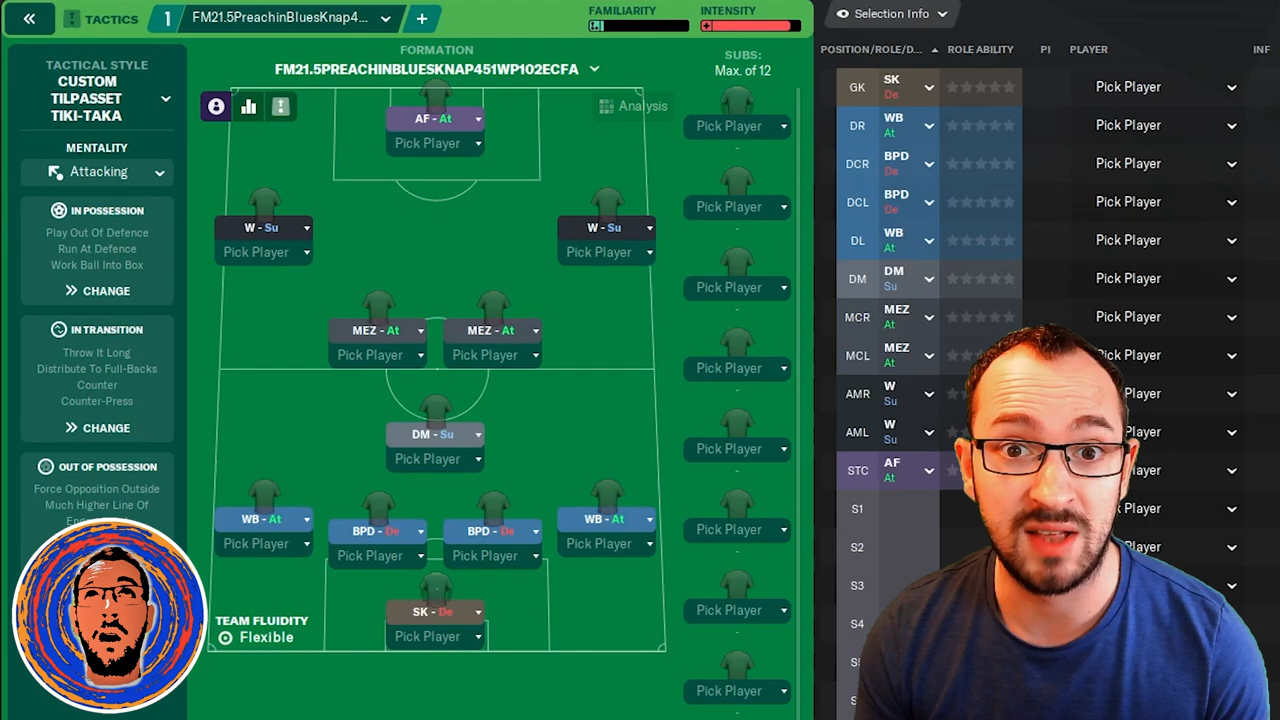 TACTICS
1
FM21.5PreachinBluesKnap4...
FAMILIARITY
INTENSITY
Selection Info
TACTICAL STYLE
CUSTOM
TILPASSET
TIKI-TAKA
MENTALITY
Attacking
IN POSSESSION
Play Out Of Defence
Run At Defence
Work Ball Into Box
CHANGE
IN TRANSITION
Throw It Long
Distribute To Full-Backs
Counter
Counter-Press
CHANGE
OUT OF POSSESSION
Force Opposition Outside
Much Higher Line Of
FORMATION
FM21.5PREACHINBLUESKNAP451WP102ECFA
Analysis
AF - At
Pick Player
W - Su
Pick Player
W - Su
Pick Player
MEZ - At
Pick Player
MEZ - At
Pick Player
DM - Su
Pick Player
WB - At
Pick Player
BPD - De
Pick Player
BPD - De
Pick Player
WB - At
Pick Player
SK - De
Pick Player
TEAM FLUIDITY
Flexible
SUBS:
Max. of 12
Pick Player
-
Pick Player
-
Pick Player
-
Pick Player
-
Pick Player
-
Pick Player
-
Pick Player
-
Pick Player
-
POSITION/ROLE/D... ROLE ABILITY PI PLAYER INF
GK SK De Pick Player
DR WB At Pick Player
DCR BPD De Pick Player
DCL BPD De Pick Player
DL WB At Pick Player
DM DM Su Pick Player
MCR MEZ At Pick Player
MCL MEZ At Pick Player
AMR W Su Player
AML W Su Player
STC AF At Player
S1 Player
S2 Player
S3 Player
S4 Player